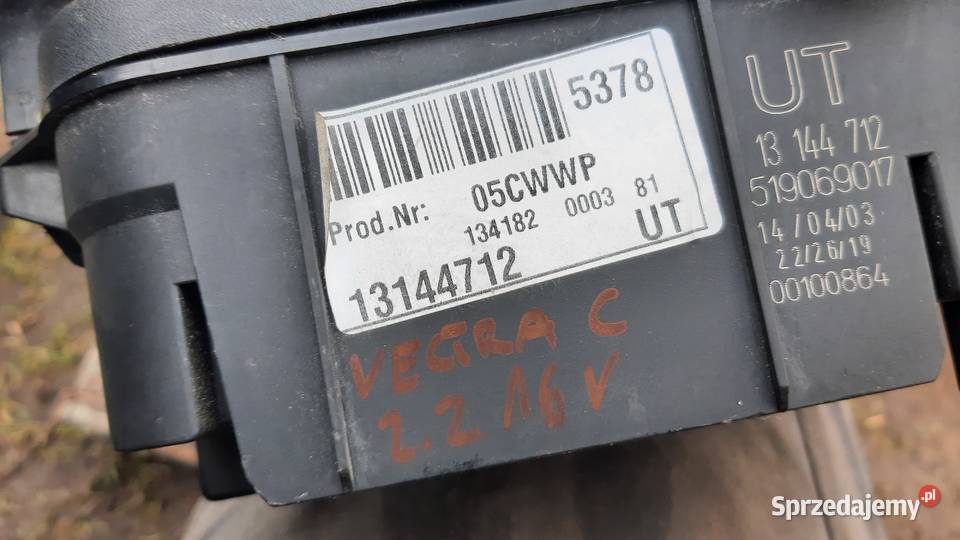 5378
Prod.Nr: 05CWWP
134182 0003 81
13144712 UT
VECTRA C
2.2 16V
UT
13 144 712
519069017
14/04/03
22/26/19
00100864
Sprzedajemy.pl